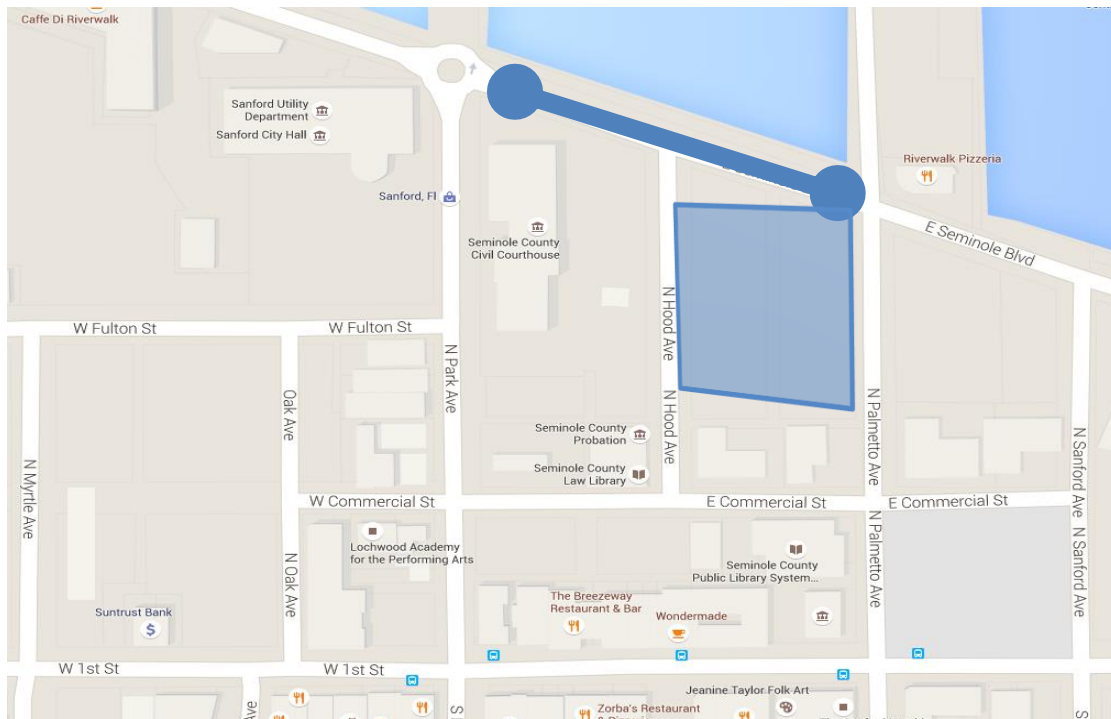 Caffe Di Riverwalk
Sanford Utility
Department
Sanford City Hall
Riverwalk Pizzeria
Sanford, Fl
Seminole County
Civil Courthouse
E Seminole Blvd
W Fulton St
W Fulton St
N Hood Ave
N Park Ave
Oak Ave
N Hood Ave
N Palmetto Ave
Seminole County
Probation
Seminole County
Law Library
N Myrtle Ave
N Sanford Ave
W Commercial St
E Commercial St
E Commercial St
Lochwood Academy
for the Performing Arts
N Oak Ave
N Palmetto Ave
N Sanford Ave
Seminole County
Public Library System...
The Breezeway
Restaurant & Bar
Wondermade
Suntrust Bank
$
W 1st St
W 1st St
Jeanine Taylor Folk Art
Ave
Zorba's Restaurant